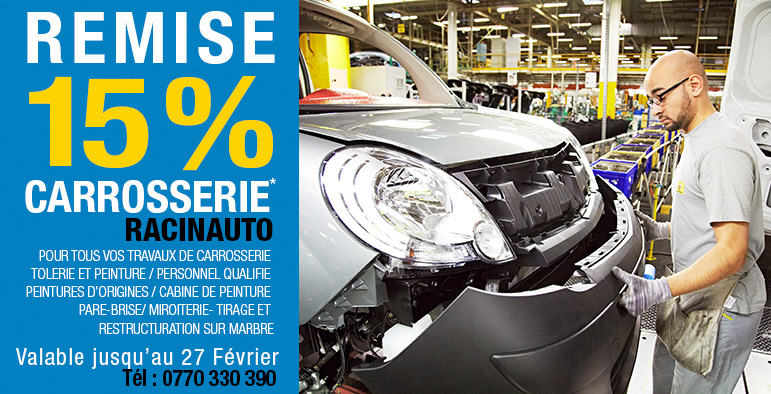 REMISE
15%
CARROSSERIE*
RACINAUTO
POUR TOUS VOS TRAVAUX DE CARROSSERIE
TOLERIE ET PEINTURE / PERSONNEL QUALIFIE
PEINTURES D'ORIGINES / CABINE DE PEINTURE
PARE-BRISE/ MIROITERIE- TIRAGE ET
RESTRUCTURATION SUR MARBRE
Valable jusqu'au 27 Février
Tél : 0770 330 390